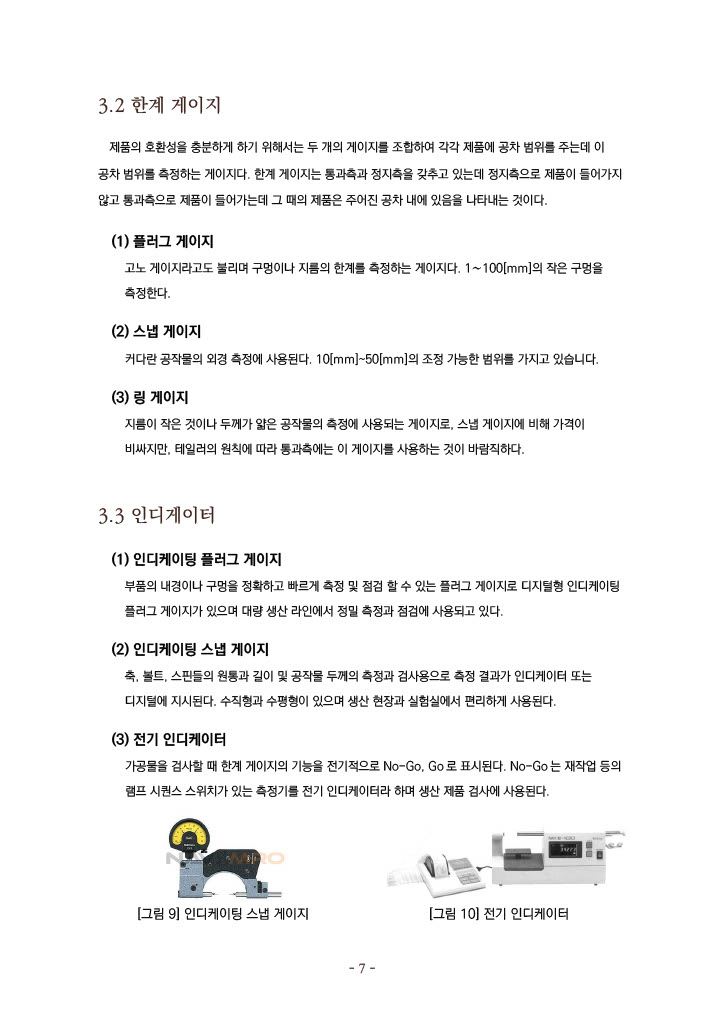 3.2 한계 게이지
제품의 호환성을 충분하게 하기 위해서는 두 개의 게이지를 조합하여 각각 제품에 공차 범위를 주는데 이
공차 범위를 측정하는 게이지다. 한계 게이지는 통과측과 정지측을 갖추고 있는데 정지측으로 제품이 들어가지
않고 통과측으로 제품이 들어가는데 그 때의 제품은 주어진 공차 내에 있음을 나타내는 것이다.
(1) 플러그 게이지
고노 게이지라고도 불리며 구멍이나 지름의 한계를 측정하는 게이지다. 1～100[mm]의 작은 구멍을
측정한다.
(2) 스냅 게이지
커다란 공작물의 외경 측정에 사용된다. 10[mm]~50[mm]의 조정 가능한 범위를 가지고 있습니다.
(3) 링 게이지
지름이 작은 것이나 두께가 얇은 공작물의 측정에 사용되는 게이지로, 스냅 게이지에 비해 가격이
비싸지만, 테일러의 원칙에 따라 통과측에는 이 게이지를 사용하는 것이 바람직하다.
3.3 인디게이터
(1) 인디케이팅 플러그 게이지
부품의 내경이나 구멍을 정확하고 빠르게 측정 및 점검 할 수 있는 플러그 게이지로 디지털형 인디케이팅
플러그 게이지가 있으며 대량 생산 라인에서 정밀 측정과 점검에 사용되고 있다.
(2) 인디케이팅 스냅 게이지
축, 볼트, 스핀들의 원통과 길이 및 공작물 두께의 측정과 검사용으로 측정 결과가 인디케이터 또는
디지털에 지시된다. 수직형과 수평형이 있으며 생산 현장과 실험실에서 편리하게 사용된다.
(3) 전기 인디케이터
가공물을 검사할 때 한계 게이지의 기능을 전기적으로 No-Go, Go로 표시된다. No-Go는 재작업 등의
램프 시퀀스 스위치가 있는 측정기를 전기 인디케이터라 하며 생산 제품 검사에 사용된다.
[그림 9] 인디케이팅 스냅 게이지
[그림 10] 전기 인디케이터
- 7 -